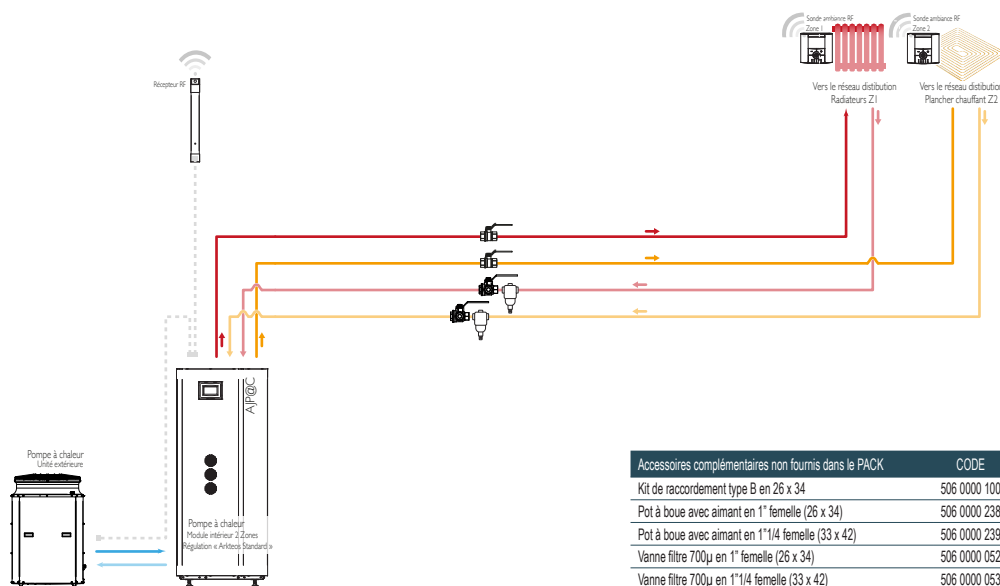 Sonde ambiance RF
Zone 1
Sonde ambiance RF
Zone 2
Récepteur RF
Vers le réseau distibution
Radiateurs Z1
Vers le réseau distibution
Plancher chauffant Z2
AJP@C
Pompe à chaleur
Unité extérieure
Pompe à chaleur
Module intérieur 2 Zones
Régulation « Arkteos Standard »
Accessoires complémentaires non fournis dans le PACK CODE
Kit de raccordement type B en 26 x 34 506 0000 100
Pot à boue avec aimant en 1" femelle (26 x 34) 506 0000 238
Pot à boue avec aimant en 1"1/4 femelle (33 x 42) 506 0000 239
Vanne filtre 700µ en 1" femelle (26 x 34) 506 0000 052
Vanne filtre 700µ en 1"1/4 femelle (33 x 42) 506 0000 053